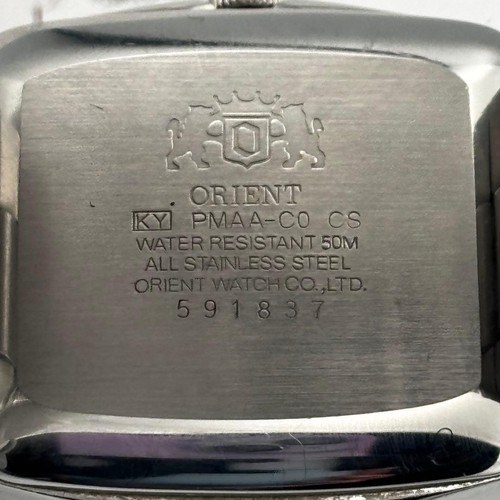 ORIENT
KY PMAA-C0 CS
WATER RESISTANT 50M
ALL STAINLESS STEEL
ORIENT WATCH CO.,LTD.
591837